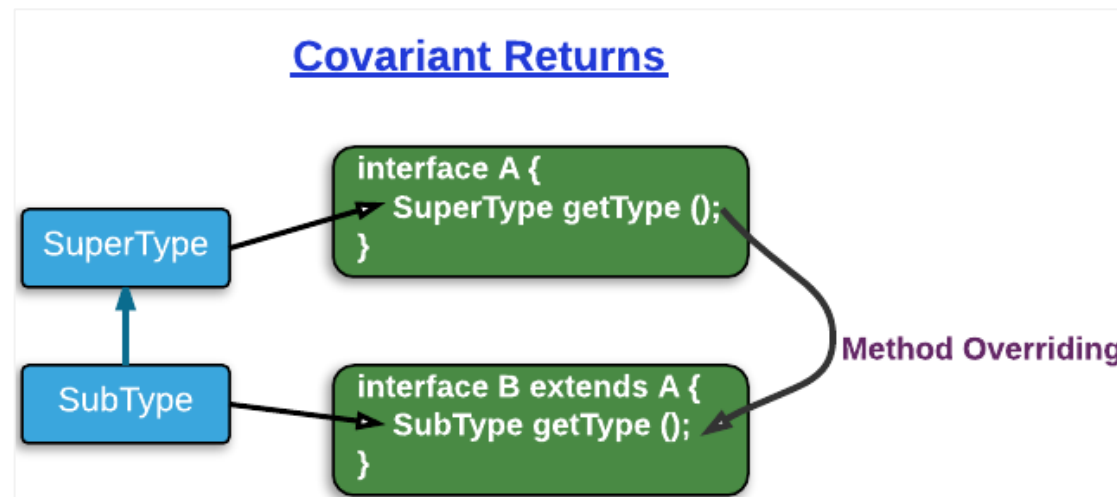 Covariant Returns
interface A {
SuperType getType ();
}
SuperType
Method Overriding
interface B extends A {
SubType getType ();
}
SubType